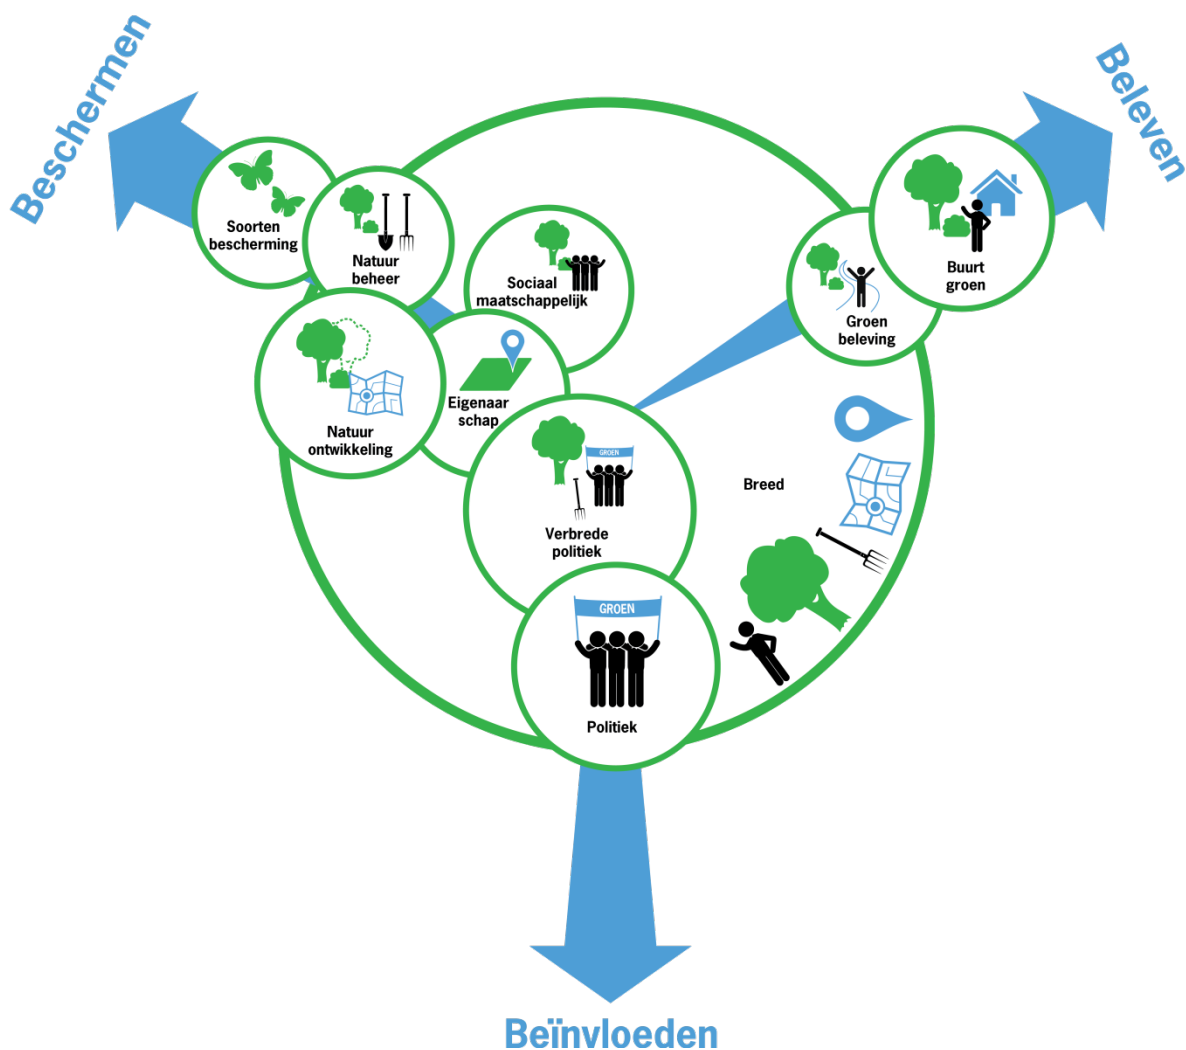 Beschermen
Beleven
Soorten
bescherming
Natuur
beheer
Sociaal
maatschappelijk
Buurt
groen
Groen
beleving
Natuur
ontwikkeling
Eigenaar
schap
GROEN
Verbrede
politiek
Breed
GROEN
Politiek
Beïnvloeden